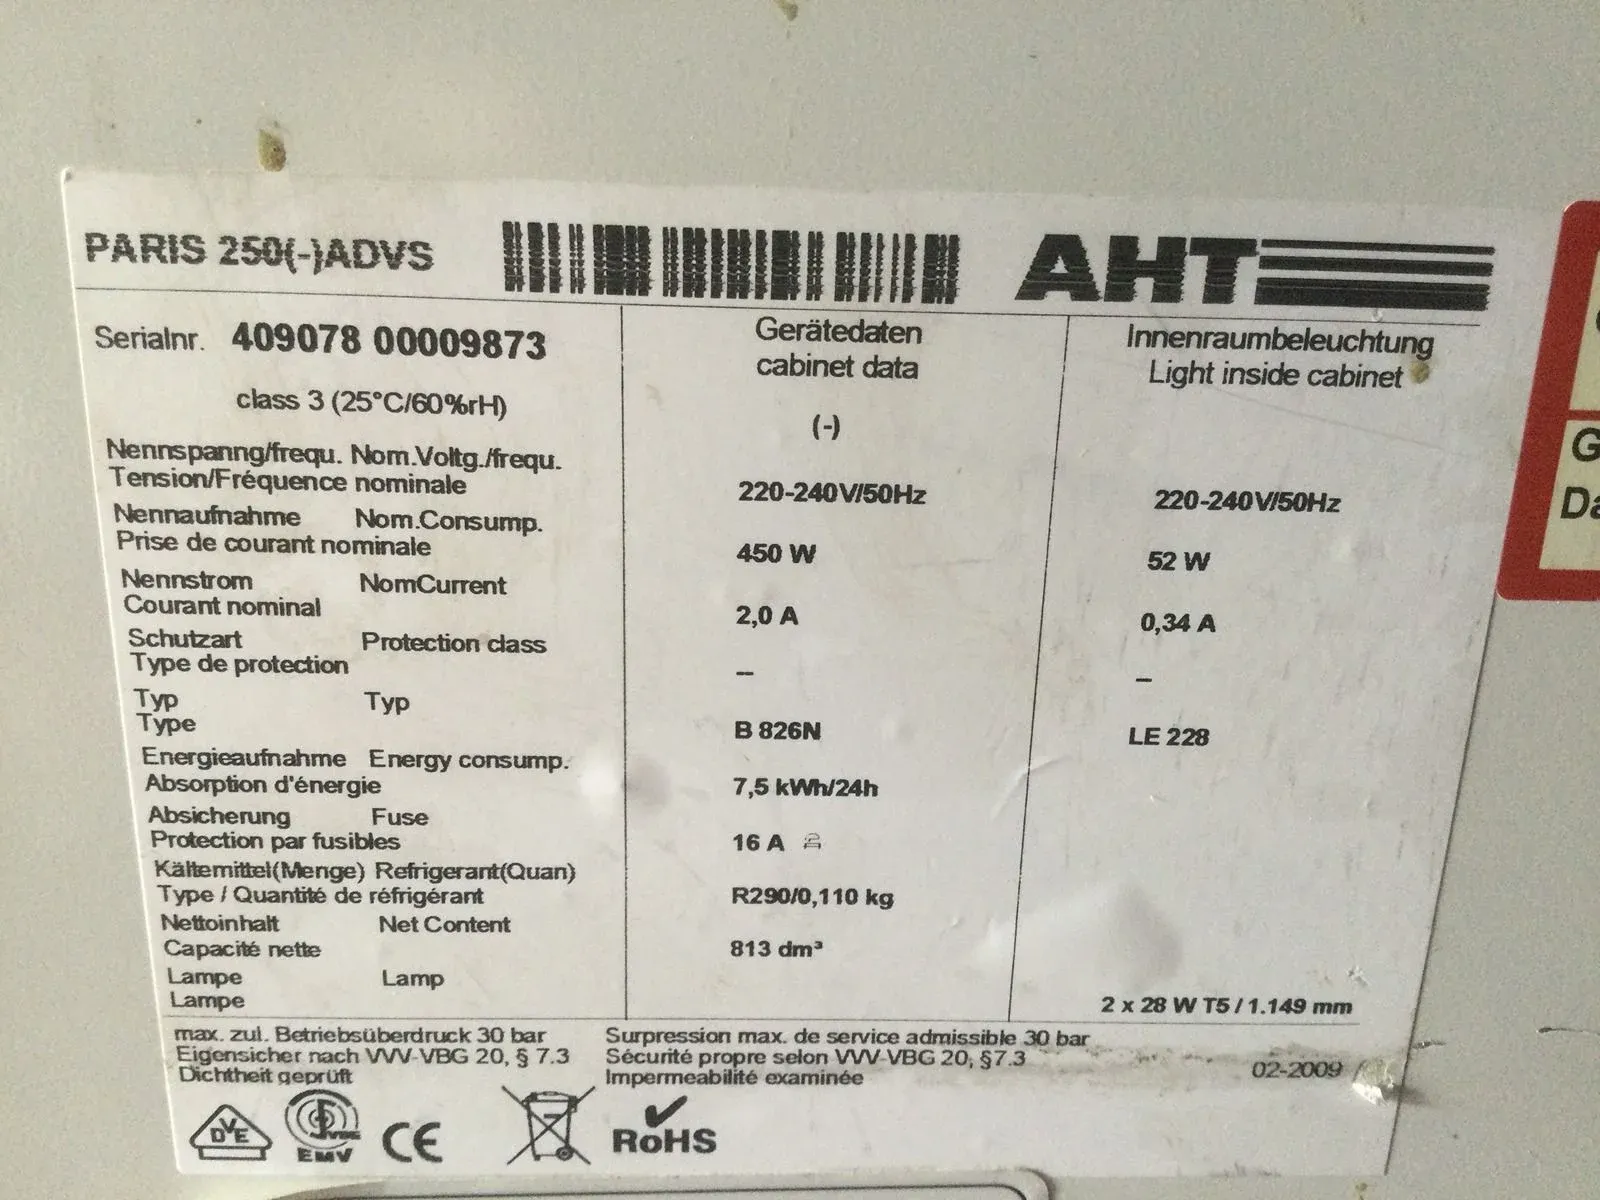 PARIS 250(-)ADVS
AHT
Serialnr. 409078 00009873
class 3 (25°C/60%rH)
Gerätedaten
cabinet data
(-)
Innenraumbeleuchtung
Light inside cabinet
Nennspanng/frequ. Nom.Voltg./frequ.
Tension/Fréquence nominale
220-240V/50Hz
220-240V/50Hz
Nennaufnahme Nom.Consump.
Prise de courant nominale
450 W
52 W
Nennstrom NomCurrent
Courant nominal
2,0 A
0,34 A
Schutzart Protection class
Type de protection
--
–
Typ Typ
Type
B 826N
LE 228
Energieaufnahme Energy consump.
Absorption d'énergie
7,5 kWh/24h
Absicherung Fuse
Protection par fusibles
16 A
Kältemittel(Menge) Refrigerant(Quan)
Type / Quantité de réfrigérant
R290/0,110 kg
Nettoinhalt Net Content
Capacité nette
813 dm³
Lampe Lamp
Lampe
2 x 28 W T5 / 1.149 mm
max. zul. Betriebsüberdruck 30 bar
Eigensicher nach VVV-VBG 20, § 7.3
Dichtheit geprüft
Surpression max. de service admissible 30 bar
Sécurité propre selon VVV-VBG 20, §7.3
Impermeabilité examinée
02-2009
DVE
EMV
CE
RoHS
G
Da